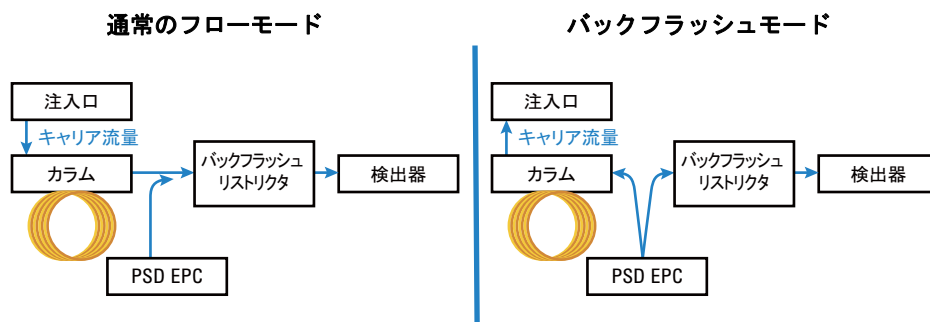 通常のフローモード
注入口
キャリア流量
カラム
バックフラッシュ
リストリクタ
検出器
PSD EPC
バックフラッシュモード
注入口
キャリア流量
カラム
バックフラッシュ
リストリクタ
検出器
PSD EPC